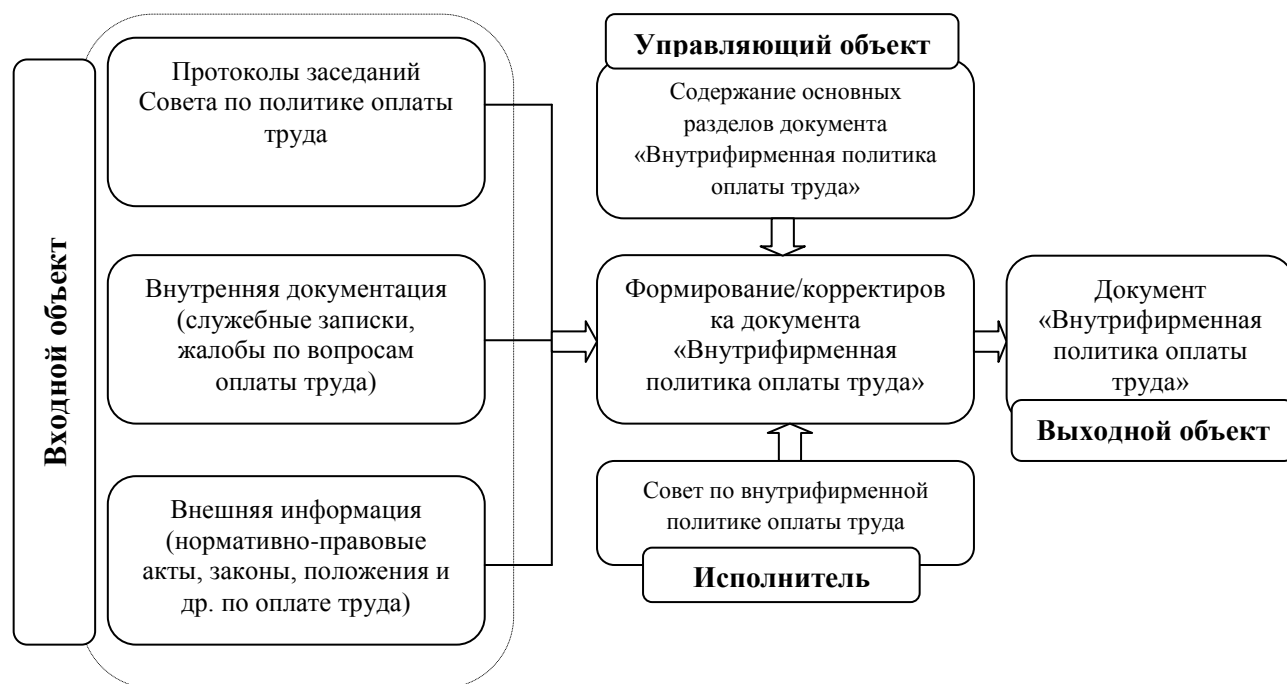 Входной объект
Протоколы заседаний
Совета по политике оплаты
труда
Внутренняя документация
(служебные записки,
жалобы по вопросам
оплаты труда)
Внешняя информация
(нормативно-правовые
акты, законы, положения и
др. по оплате труда)
Управляющий объект
Содержание основных
разделов документа
«Внутрифирменная политика
оплаты труда»
Формирование/корректиров
ка документа
«Внутрифирменная
политика оплаты труда»
Совет по внутрифирменной
политике оплаты труда
Исполнитель
Документ
«Внутрифирменная
политика оплаты
труда»
Выходной объект